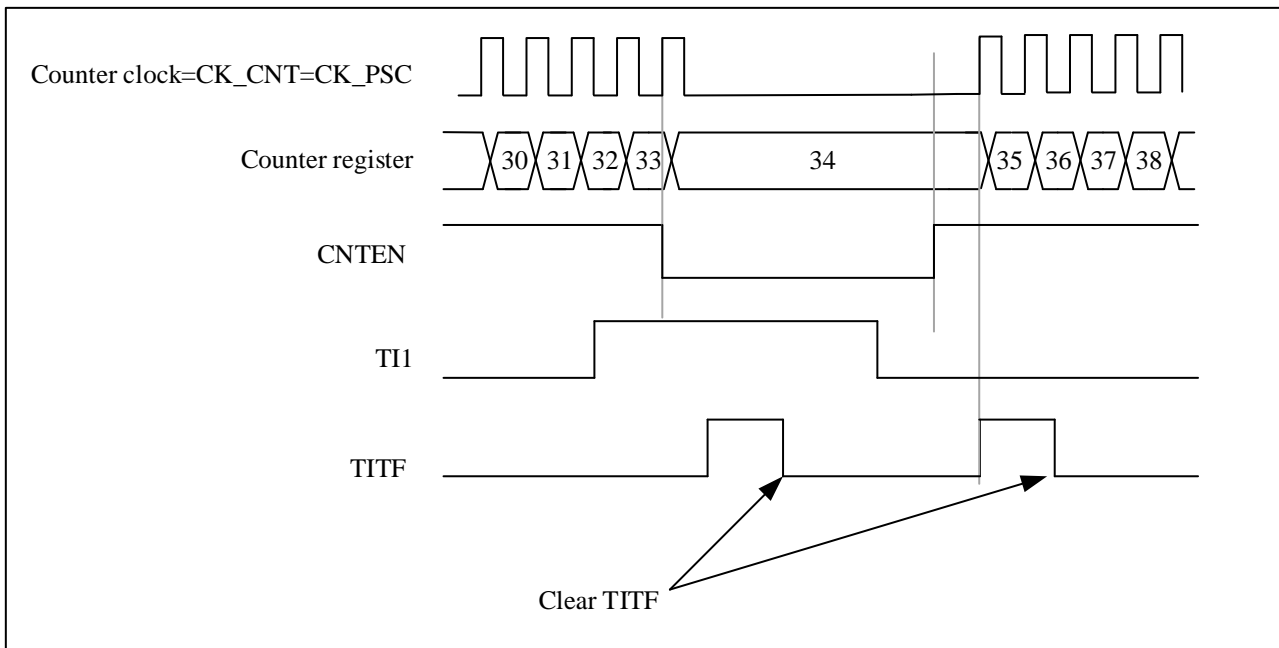 Counter clock=CK_CNT=CK_PSC
Counter register
30 31 32 33 34 35 36 37 38
CNTEN
TI1
TITF
Clear TITF